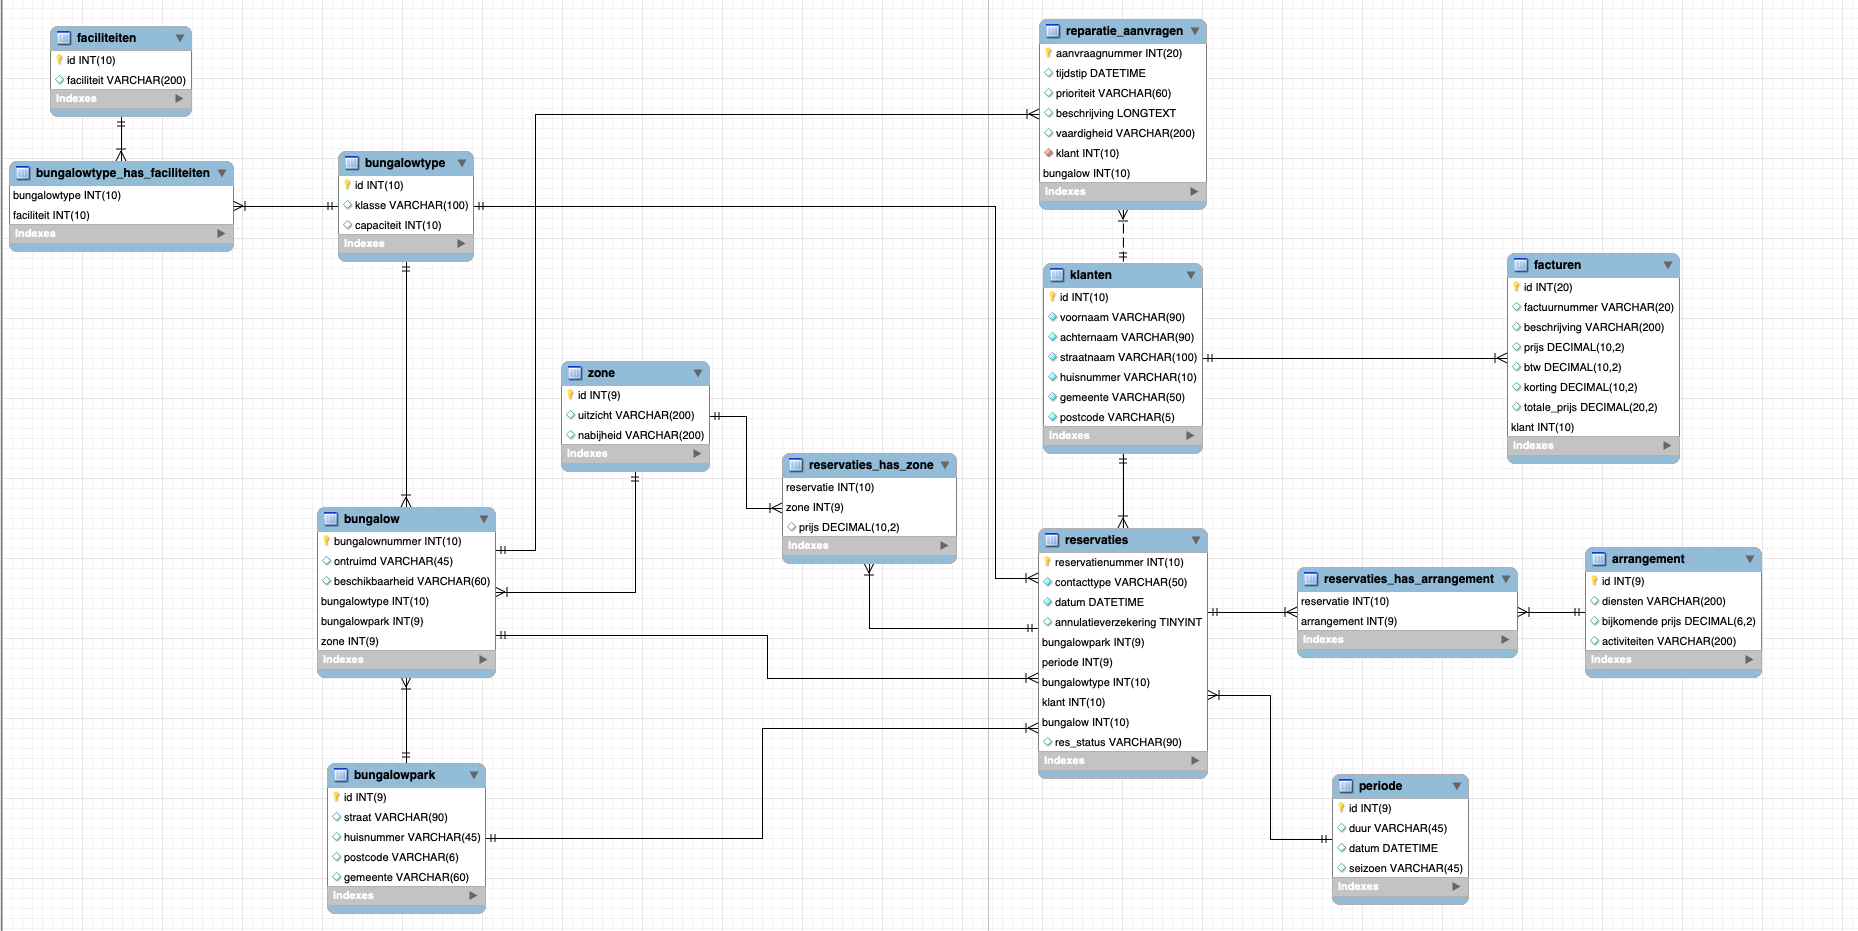 faciliteiten
id INT(10)
faciliteit VARCHAR(200)
Indexes
bungalowtype_has_faciliteiten
bungalowtype INT(10)
faciliteit INT(10)
Indexes
bungalowtype
id INT(10)
klasse VARCHAR(100)
capaciteit INT(10)
Indexes
reparatie_aanvragen
aanvraagnummer INT(20)
tijdstip DATETIME
prioriteit VARCHAR(60)
beschrijving LONGTEXT
vaardigheid VARCHAR(200)
klant INT(10)
bungalow INT(10)
Indexes
klanten
id INT(10)
voornaam VARCHAR(90)
achternaam VARCHAR(90)
straatnaam VARCHAR(100)
huisnummer VARCHAR(10)
gemeente VARCHAR(50)
postcode VARCHAR(5)
Indexes
facturen
id INT(20)
factuurnummer VARCHAR(20)
beschrijving VARCHAR(200)
prijs DECIMAL(10,2)
btw DECIMAL(10,2)
korting DECIMAL(10,2)
totale_prijs DECIMAL(20,2)
klant INT(10)
Indexes
zone
id INT(9)
uitzicht VARCHAR(200)
nabijheid VARCHAR(200)
Indexes
reservaties_has_zone
reservatie INT(10)
zone INT(9)
prijs DECIMAL(10,2)
Indexes
bungalow
bungalownummer INT(10)
ontruimd VARCHAR(45)
beschikbaarheid VARCHAR(60)
bungalowtype INT(10)
bungalowpark INT(9)
zone INT(9)
Indexes
reservaties
reservatienummer INT(10)
contacttype VARCHAR(50)
datum DATETIME
annulatieverzekering TINYINT
bungalowpark INT(9)
periode INT(9)
bungalowtype INT(10)
klant INT(10)
bungalow INT(10)
res_status VARCHAR(90)
Indexes
reservaties_has_arrangement
reservatie INT(10)
arrangement INT(9)
Indexes
arrangement
id INT(9)
diensten VARCHAR(200)
bijkomende prijs DECIMAL(6,2)
activiteiten VARCHAR(200)
Indexes
bungalowpark
id INT(9)
straat VARCHAR(90)
huisnummer VARCHAR(45)
postcode VARCHAR(6)
gemeente VARCHAR(60)
Indexes
periode
id INT(9)
duur VARCHAR(45)
datum DATETIME
seizoen VARCHAR(45)
Indexes